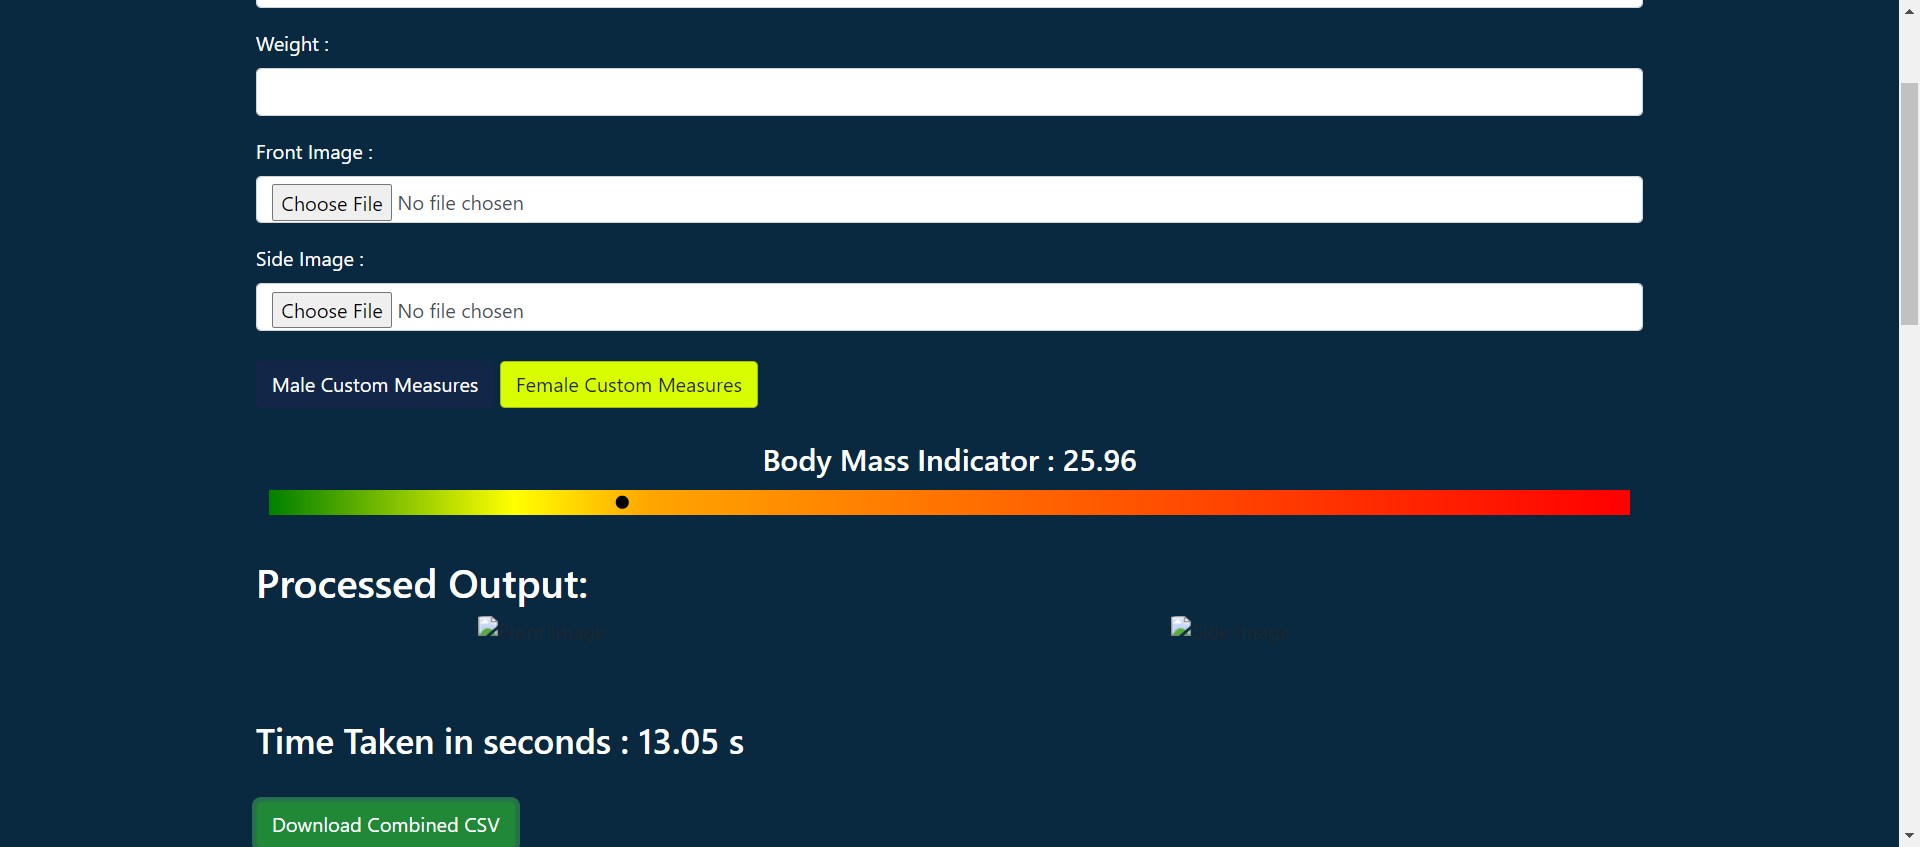 Weight :
Front Image :
Choose File No file chosen
Side Image :
Choose File No file chosen
Male Custom Measures Female Custom Measures
Body Mass Indicator : 25.96
Processed Output:
Front Image Side Image
Time Taken in seconds : 13.05 s
Download Combined CSV